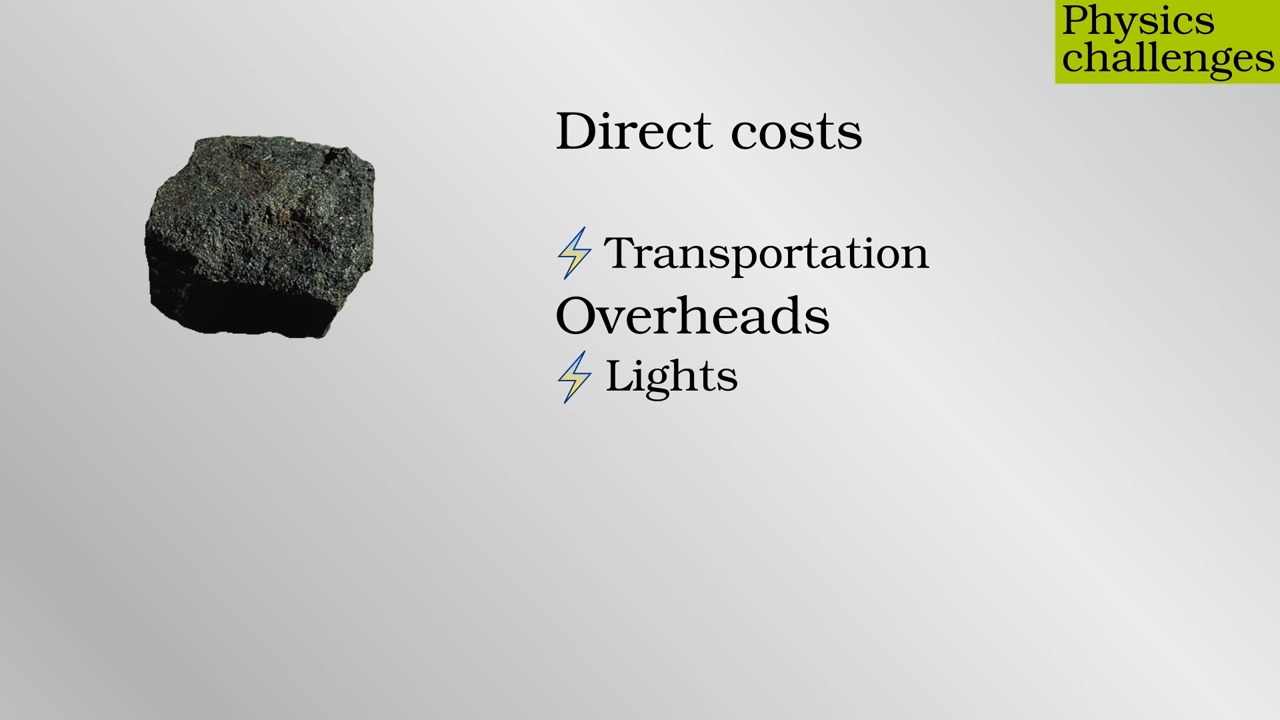 Physics
challenges
Direct costs
Transportation
Overheads
Lights